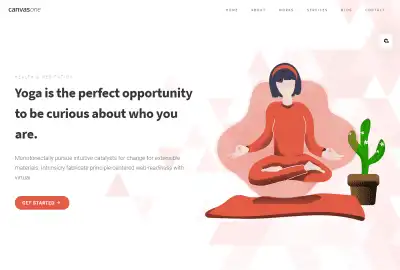 canvasone
HOME ABOUT WORKS SERVICES BLOG CONTACT
HEALTH & MEDITATION
Yoga is the perfect opportunity
to be curious about who you
are.
Monotonectally pursue intuitive catalysts for change for extensible
materials. Intrinsicly fabricate principle-centered web-readiness with
virtual
GET STARTED